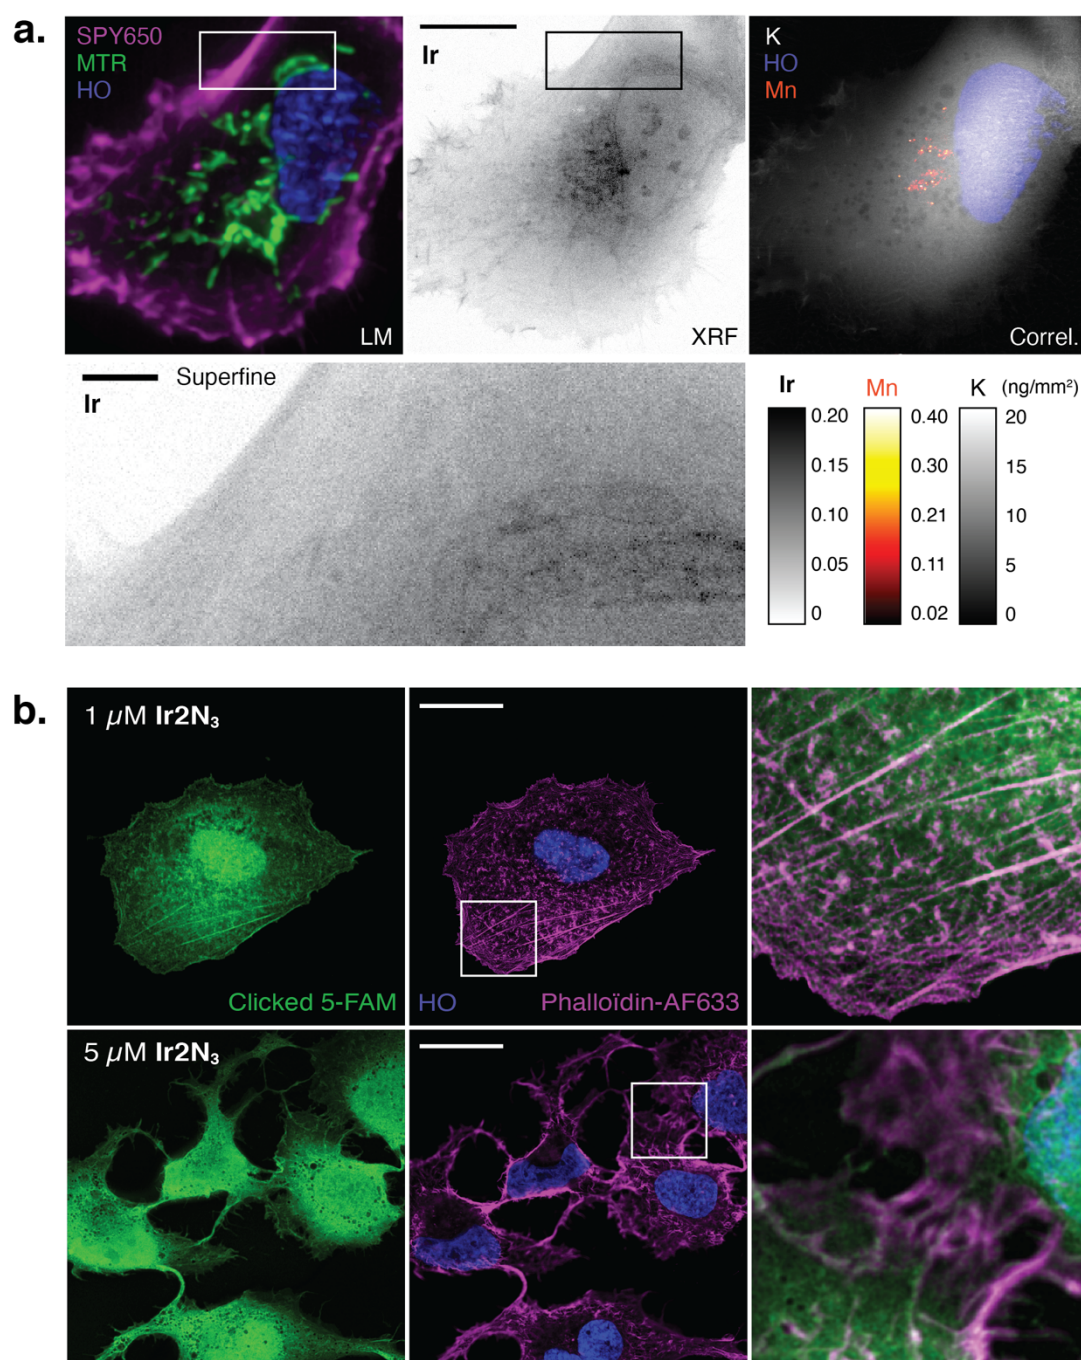 a.
SPY650
MTR
HO
LM
Ir
XRF
K
HO
Mn
Correl.
Superfine
Ir
Ir Mn K (ng/mm²)
0.20 0.40 20
0.15 0.30 15
0.10 0.21 10
0.05 0.11 5
0 0.02 0
b.
1 µM Ir2N₃
Clicked 5-FAM
HO Phalloïdin-AF633
5 µM Ir2N₃